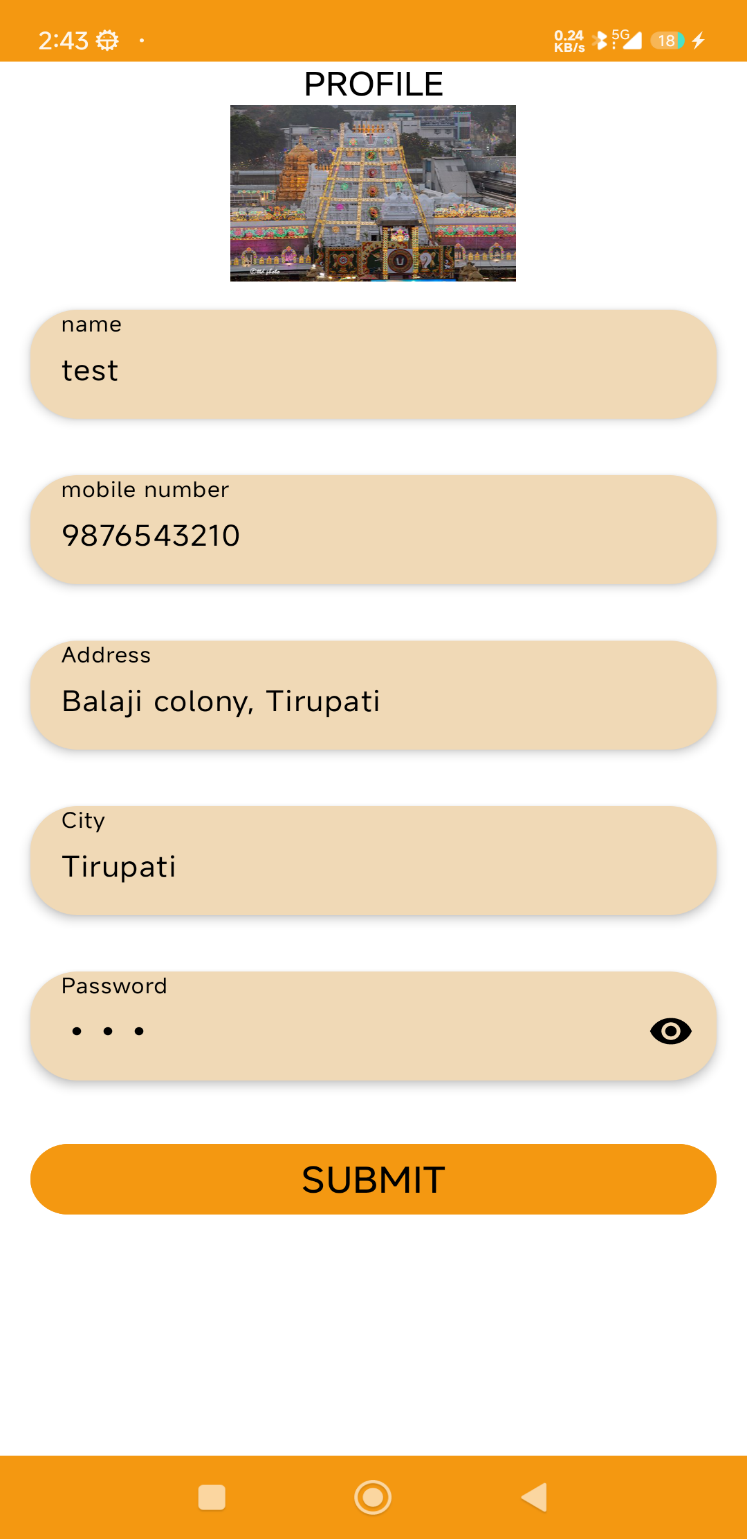 2:43
0.24 KB/s 5G 18
PROFILE
name
test
mobile number
9876543210
Address
Balaji colony, Tirupati
City
Tirupati
Password
SUBMIT